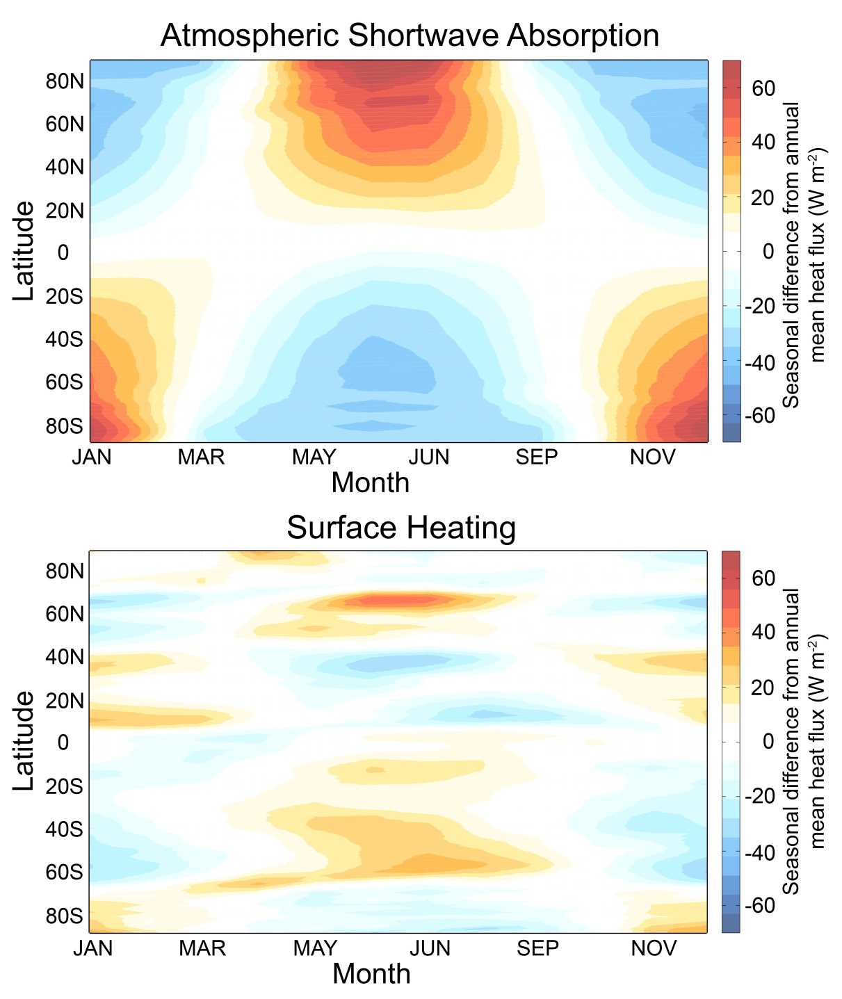 Atmospheric Shortwave Absorption
80N
60N
40N
20N
0
20S
40S
60S
80S
Latitude
JAN MAR MAY JUN SEP NOV
Month
60
40
20
0
-20
-40
-60
Seasonal difference from annual
mean heat flux (W m-2)
Surface Heating
80N
60N
40N
20N
0
20S
40S
60S
80S
Latitude
JAN MAR MAY JUN SEP NOV
Month
60
40
20
0
-20
-40
-60
Seasonal difference from annual
mean heat flux (W m-2)